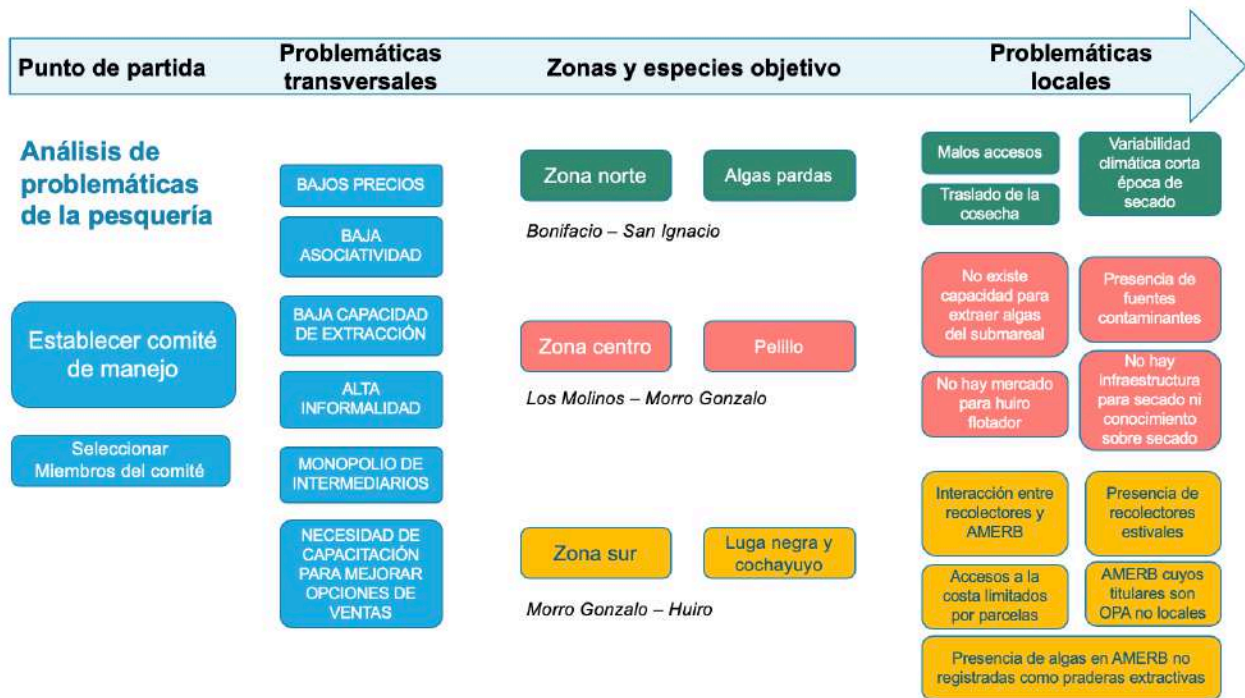 Punto de partida
Problemáticas
transversales
Zonas y especies objetivo
Problemáticas
locales
Análisis de
problemáticas
de la pesquería
Establecer comité
de manejo
Seleccionar
Miembros del comité
BAJOS PRECIOS
BAJA
ASOCIATIVIDAD
BAJA CAPACIDAD
DE EXTRACCIÓN
ALTA
INFORMALIDAD
MONOPOLIO DE
INTERMEDIARIOS
NECESIDAD DE
CAPACITACIÓN
PARA MEJORAR
OPCIONES DE
VENTAS
Zona norte
Algas pardas
Bonifacio – San Ignacio
Zona centro
Pelillo
Los Molinos – Morro Gonzalo
Zona sur
Luga negra y
cochayuyo
Morro Gonzalo – Huiro
Malos accesos
Traslado de la
cosecha
Variabilidad
climática corta
época de
secado
No existe
capacidad para
extraer algas
del submareal
Presencia de
fuentes
contaminantes
No hay mercado
para huiro
flotador
No hay
infraestructura
para secado ni
conocimiento
sobre secado
Interacción entre
recolectores y
AMERB
Presencia de
recolectores
estivales
Accesos a la
costa limitados
por parcelas
AMERB cuyos
titulares son
OPA no locales
Presencia de algas en AMERB no
registradas como praderas extractivas